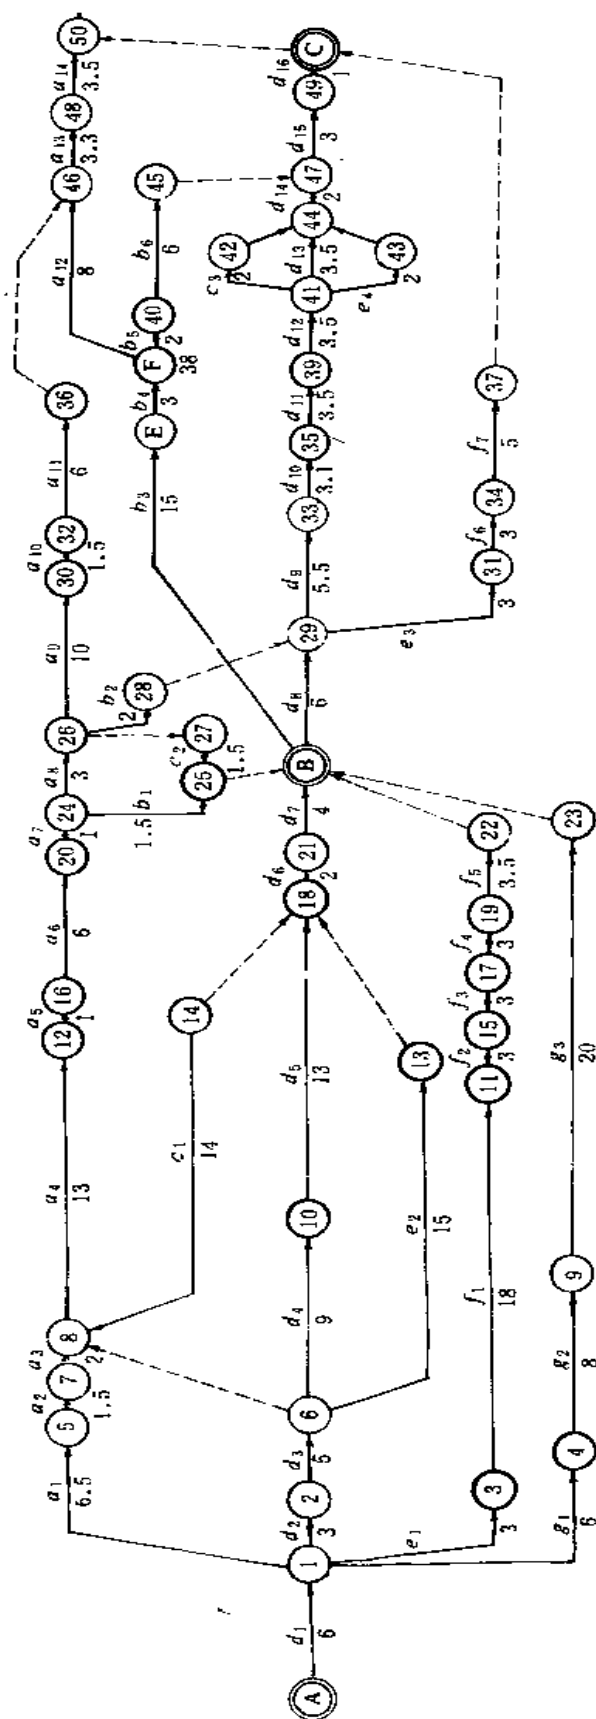 A
d1
6
1
a1
6.5
5
a2
1.5
7
a3
2
8
a4
13
12
a5
1
16
a6
6
20
a7
1
24
a8
3
26
a9
10
30
a10
1.5
32
a11
6
36
a12
8
46
a13
3.3
48
a14
3.5
50
b1
1.5
25
c2
1.5
27
b2
2
28
b3
15
E
b4
3
F
38
b5
2
40
b6
6
45
c1
14
14
d2
3
2
d3
5
6
d4
9
10
d5
13
18
d6
2
21
d7
4
B
d8
6
29
d9
5.5
33
d10
3.1
35
d11
3.5
39
d12
3.5
41
d13
3.5
44
d14
2
47
d15
3
49
d16
1
C
c3
2
42
e4
2
43
e2
15
13
e1
3
3
f1
18
11
f2
3
15
f3
3
17
f4
3
19
f5
3.5
22
e3
3
31
f6
3
34
f7
5
37
g1
6
4
g2
8
9
g3
20
23